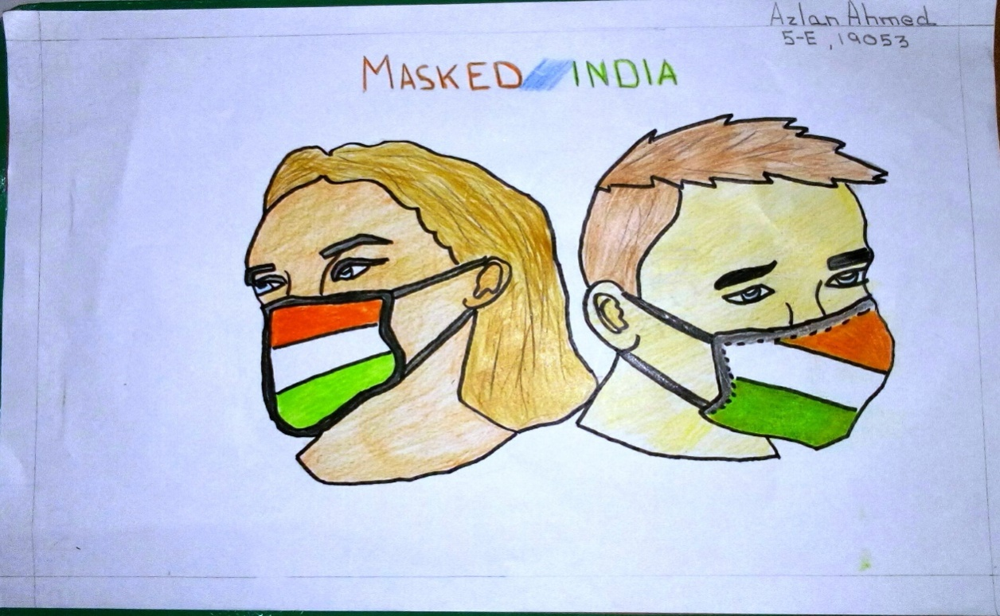 Azlan Ahmed
5-E, 19053
MASKED INDIA